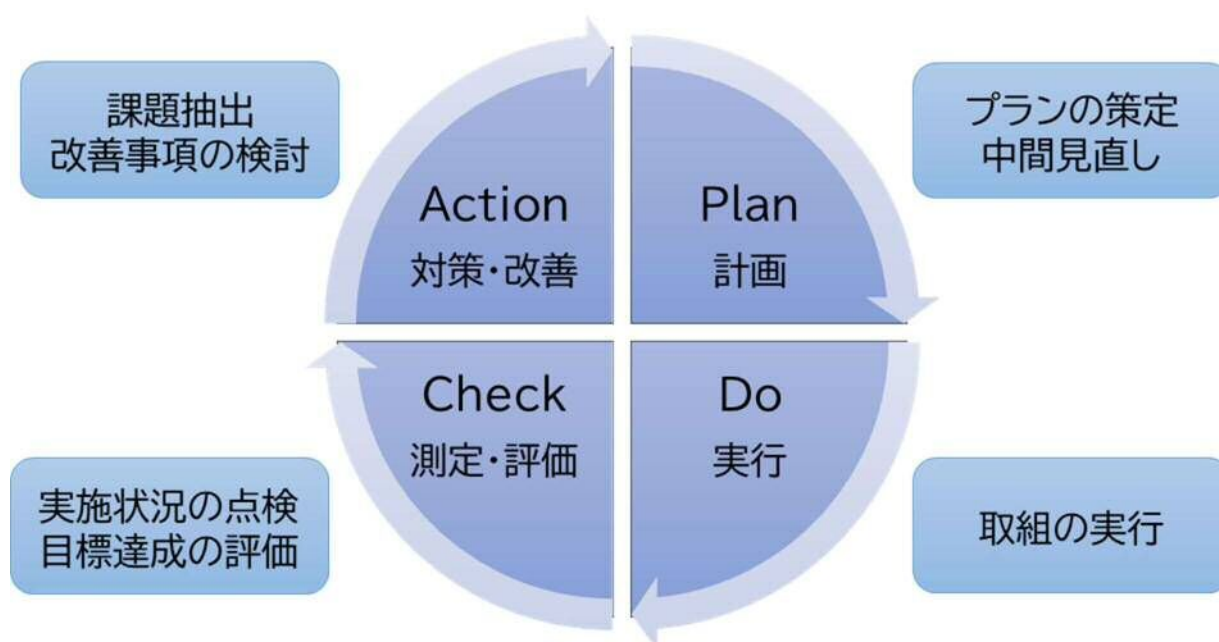 課題抽出
改善事項の検討
プランの策定
中間見直し
Action
対策・改善
Plan
計画
Check
測定・評価
Do
実行
実施状況の点検
目標達成の評価
取組の実行